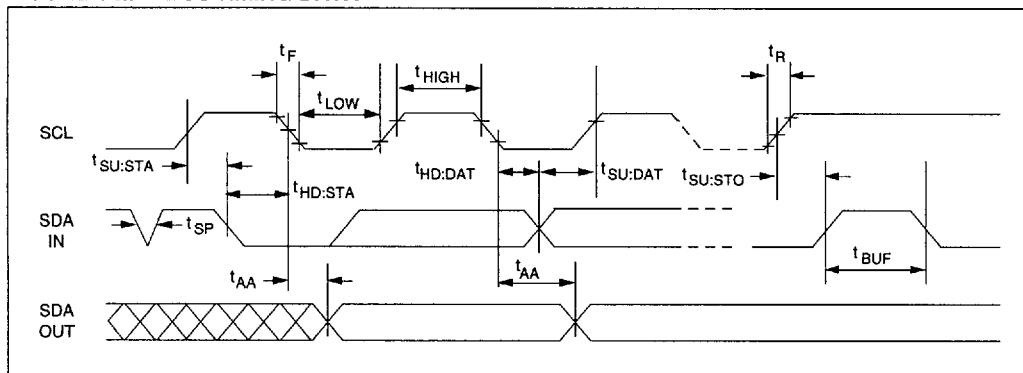 tF
tR
tHIGH
tLOW
SCL
tSU:STA
tHD:DAT
tSU:DAT
tSU:STO
tHD:STA
SDA
IN
tSP
tBUF
tAA
tAA
SDA
OUT